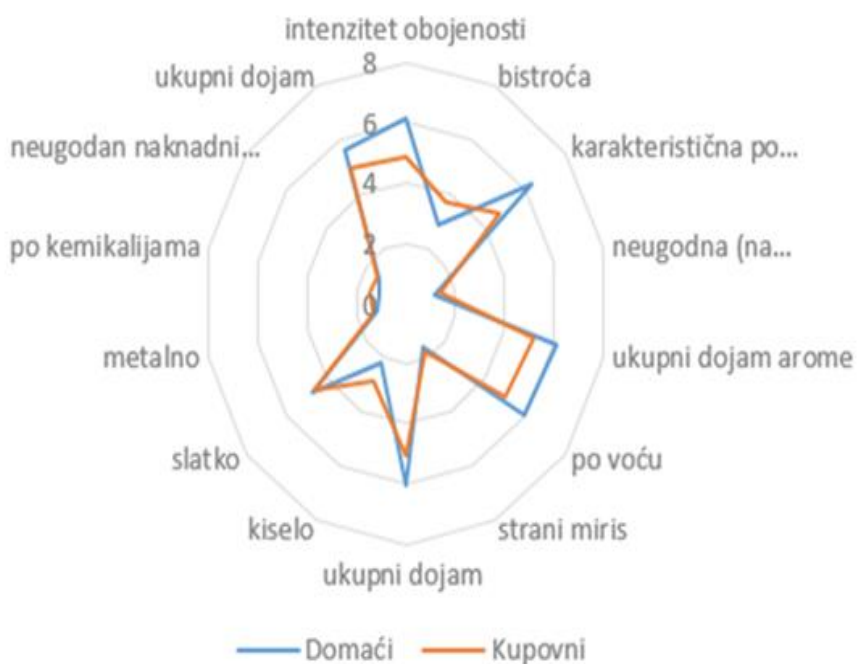 intenzitet obojenosti
8
ukupni dojam
bistroća
6
neugodan naknadni...
karakteristična po...
4
po kemikalijama
2
neugodna (na...
0
metalno
ukupni dojam arome
slatko
po voću
kiselo
strani miris
ukupni dojam
Domaći
Kupovni